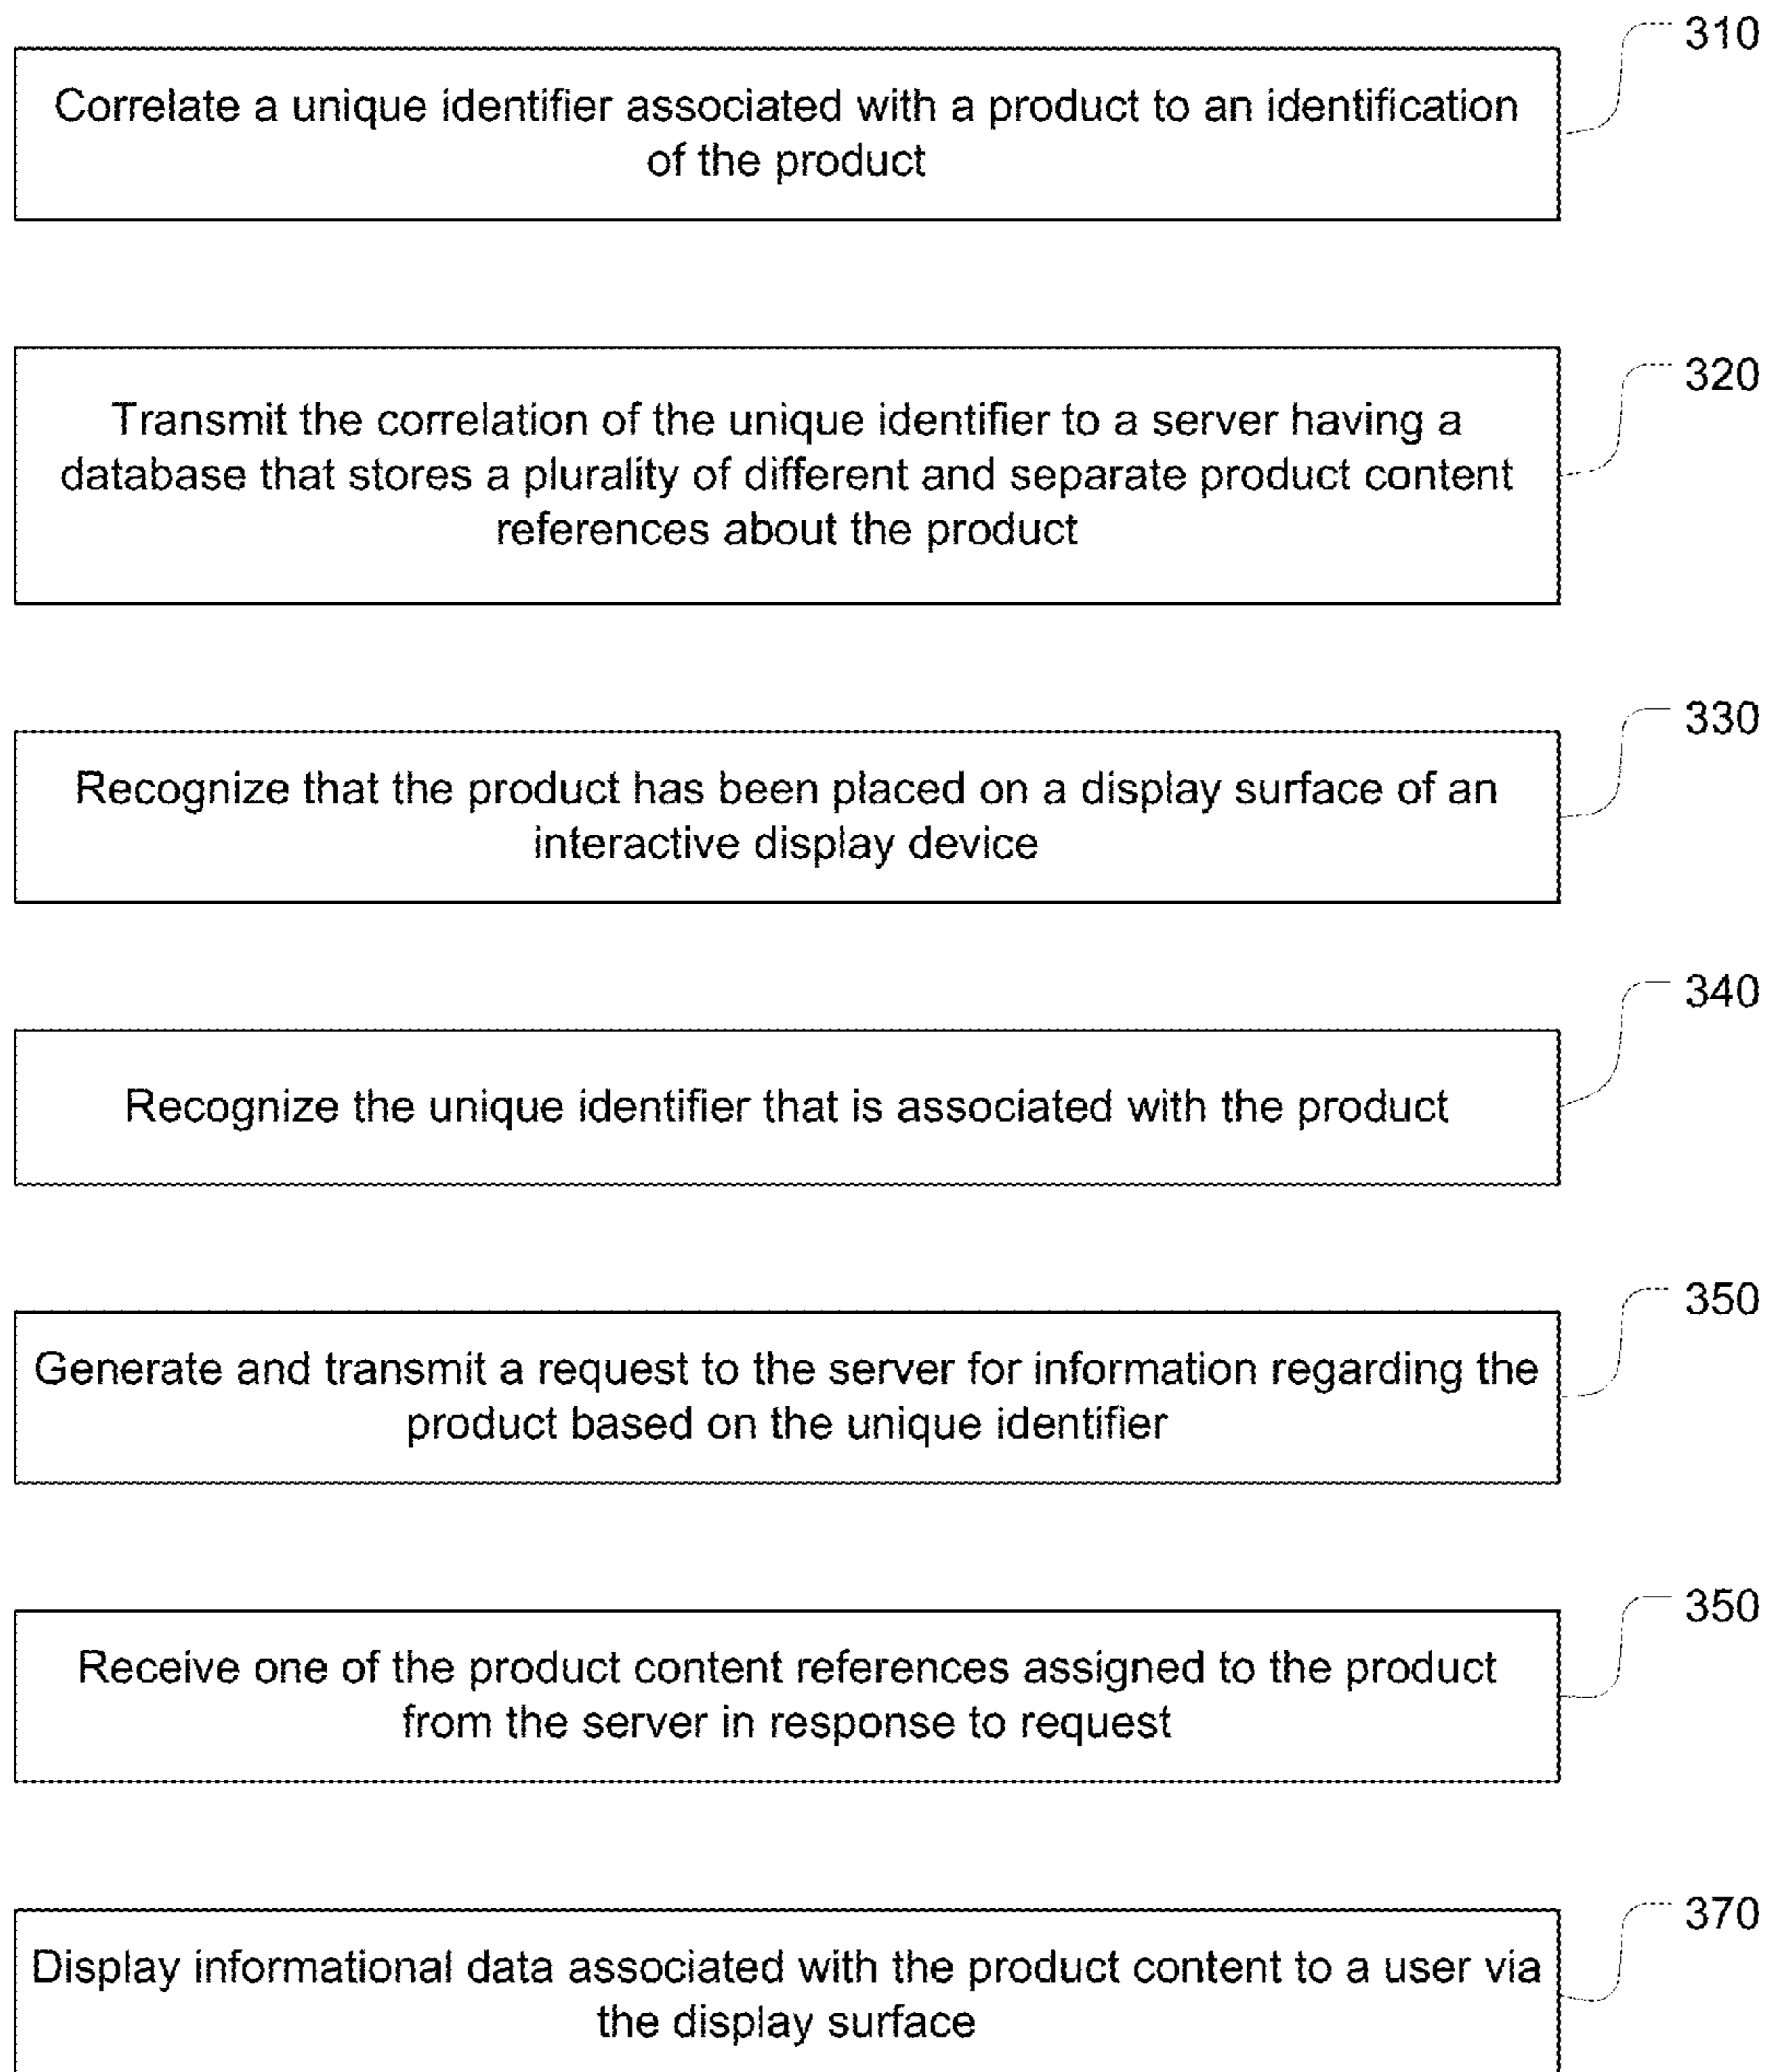 310
Correlate a unique identifier associated with a product to an identification
of the product
320
Transmit the correlation of the unique identifier to a server having a
database that stores a plurality of different and separate product content
references about the product
330
Recognize that the product has been placed on a display surface of an
interactive display device
340
Recognize the unique identifier that is associated with the product
350
Generate and transmit a request to the server for information regarding the
product based on the unique identifier
350
Receive one of the product content references assigned to the product
from the server in response to request
370
Display informational data associated with the product content to a user via
the display surface